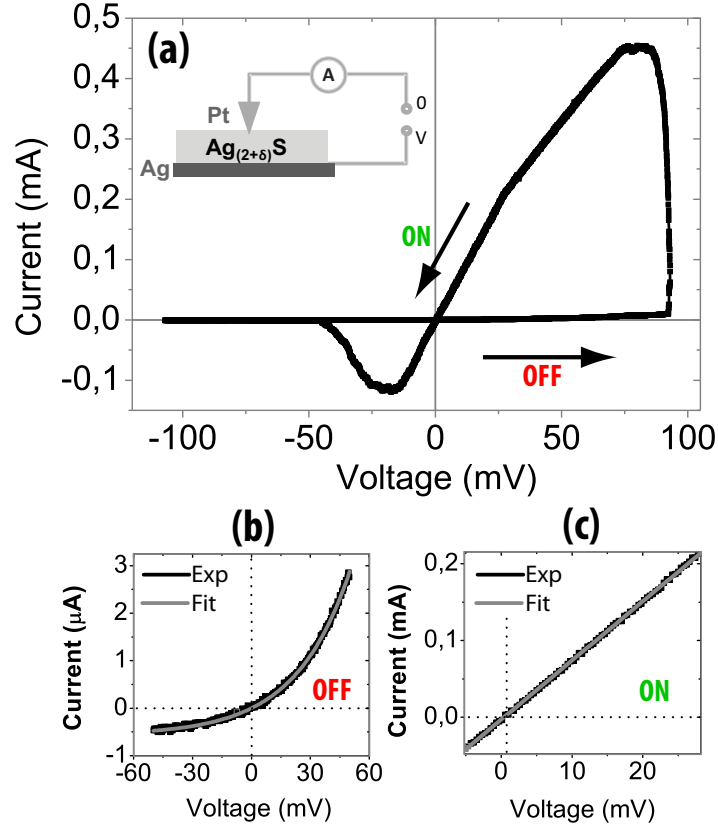 (a)
0,5
0,4
0,3
0,2
0,1
0,0
-0,1
Current (mA)
A
0
V
Pt
Ag(2+δ)S
Ag
ON
OFF
-100 -50 0 50 100
Voltage (mV)
(b)
3
2
1
0
-1
Current (μA)
Exp
Fit
OFF
-60 -30 0 30 60
Voltage (mV)
(c)
0,2
0,1
0,0
Current (mA)
Exp
Fit
ON
0 10 20
Voltage (mV)